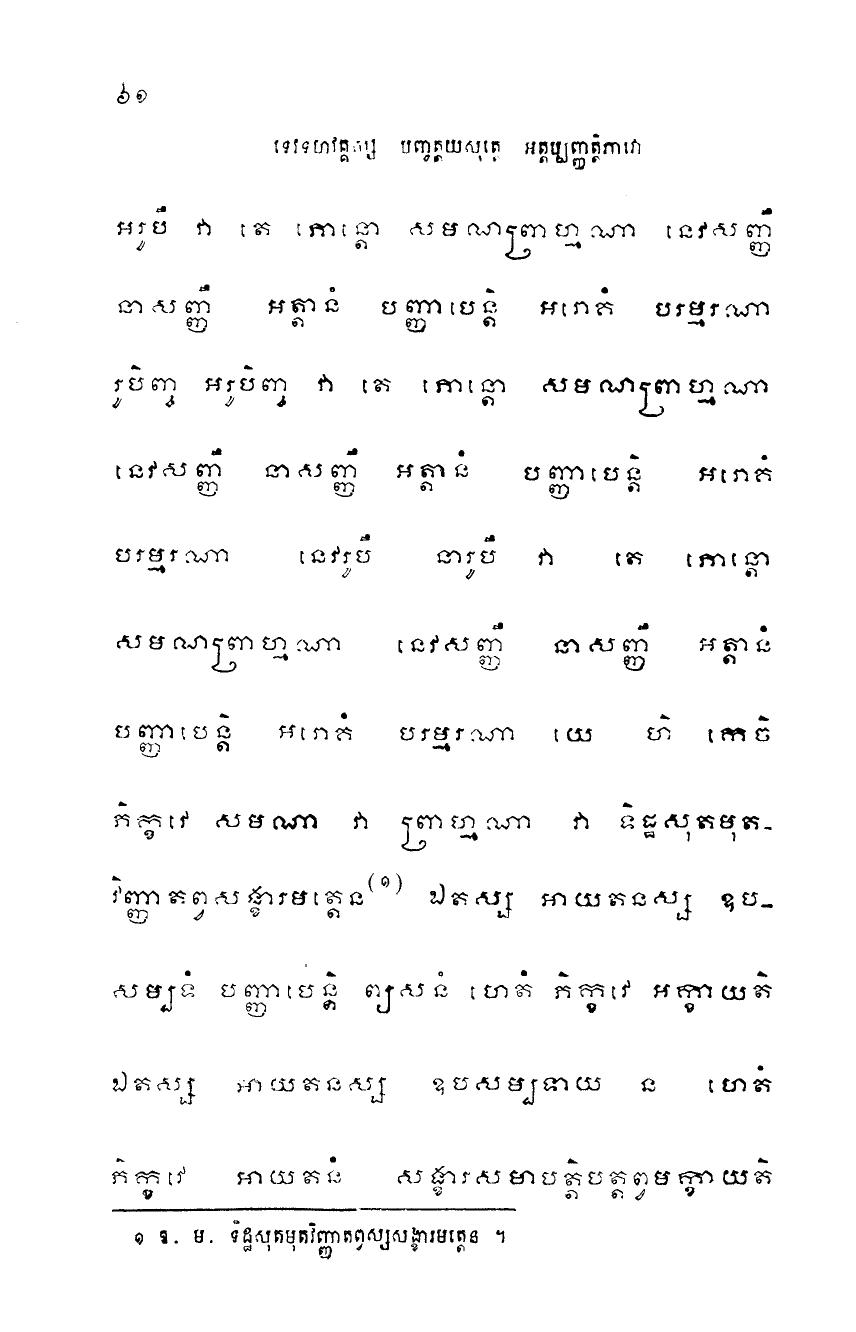 ៦១
ទេវទហវគ្គស្ស បញ្ចត្តយសុត្តេ អត្តប្បញ្ញត្តិភាវោ
អរូបឹ វា តេ ភោន្តោ សមណព្រាហ្មណា នេវសញ្ញឹ
នាសញ្ញឹ អត្តានំ បញ្ញាបេន្តិ អរោគំ បរម្មរណា
រូបិញ្ច អរូបិញ្ច វា តេ ភោន្តោ សមណព្រាហ្មណា
នេវសញ្ញឹ នាសញ្ញឹ អត្តានំ បញ្ញាបេន្តិ អរោគំ
បរម្មរណា នេវរូបឹ នារូបឹ វា តេ ភោន្តោ
សមណព្រាហ្មណា នេវសញ្ញឹ នាសញ្ញឹ អត្តានំ
បញ្ញាបេន្តិ អរោគំ បរម្មរណា យេ ហិ កេចិ
ភិក្ខវេ សមណា វា ព្រាហ្មណា វា ទិដ្ឋសុតមុត-
វិញ្ញាតព្វសង្ខារមត្តេន(១) ឯតស្ស អាយតនស្ស ឧប-
សម្បទំ បញ្ញាបេន្តិ ព្យសនំ ហេតំ ភិក្ខវេ អក្ខាយតិ
ឯតស្ស អាយតនស្ស ឧបសម្បទាយ ន ហេតំ
ភិក្ខវេ អាយតនំ សង្ខារសមាបត្តិបត្តព្វមក្ខាយតិ
១ ឱ. ម. ទិដ្ឋសុតមុតវិញ្ញាតព្វស្សសង្ខារមត្តេន ។